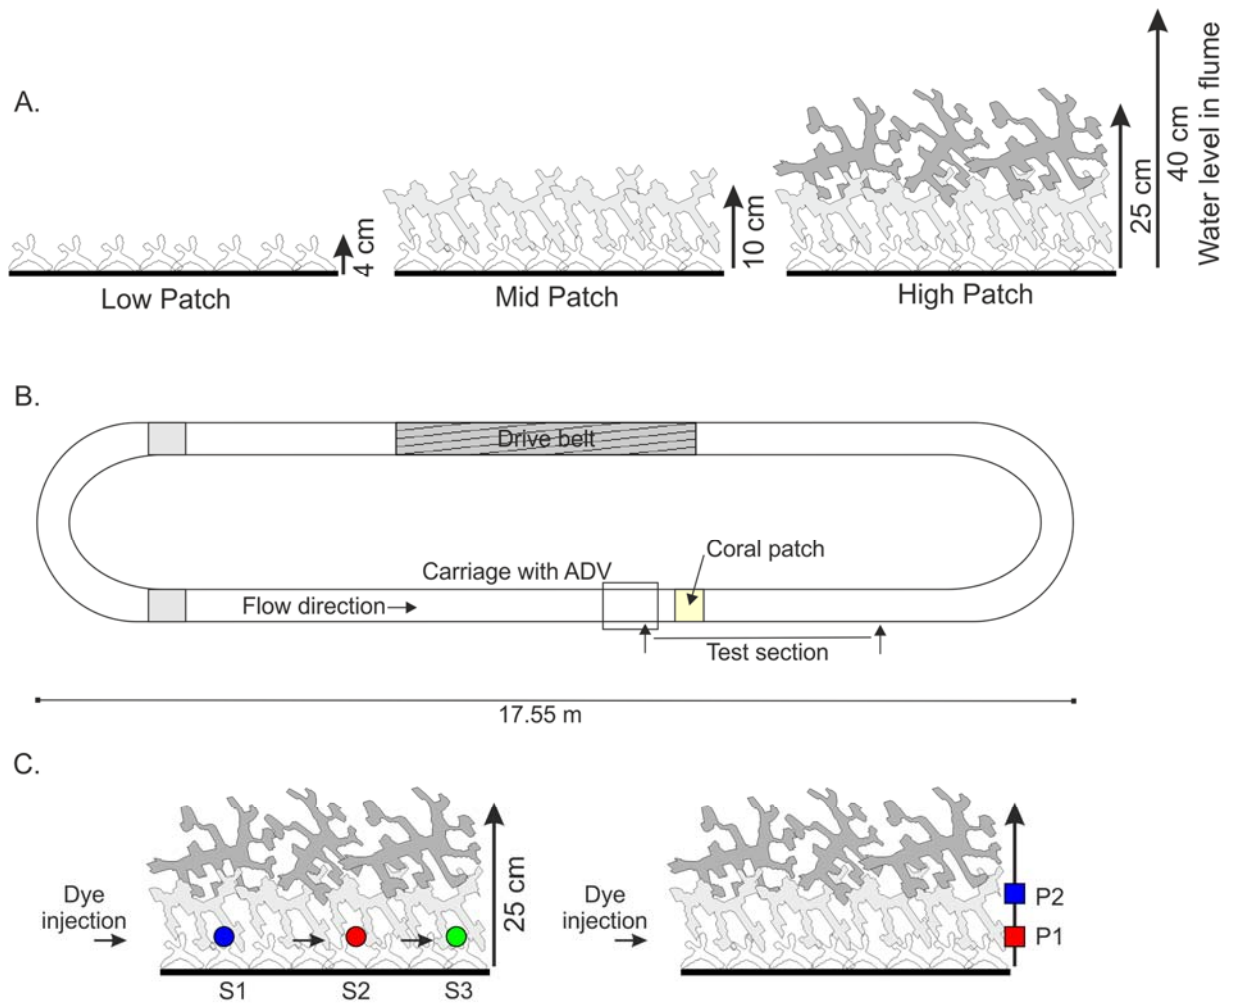 A.
4 cm
10 cm
25 cm
40 cm
Water level in flume
Low Patch
Mid Patch
High Patch
B.
Drive belt
Coral patch
Carriage with ADV
Flow direction
Test section
17.55 m
C.
Dye
injection
25 cm
S1
S2
S3
Dye
injection
P2
P1